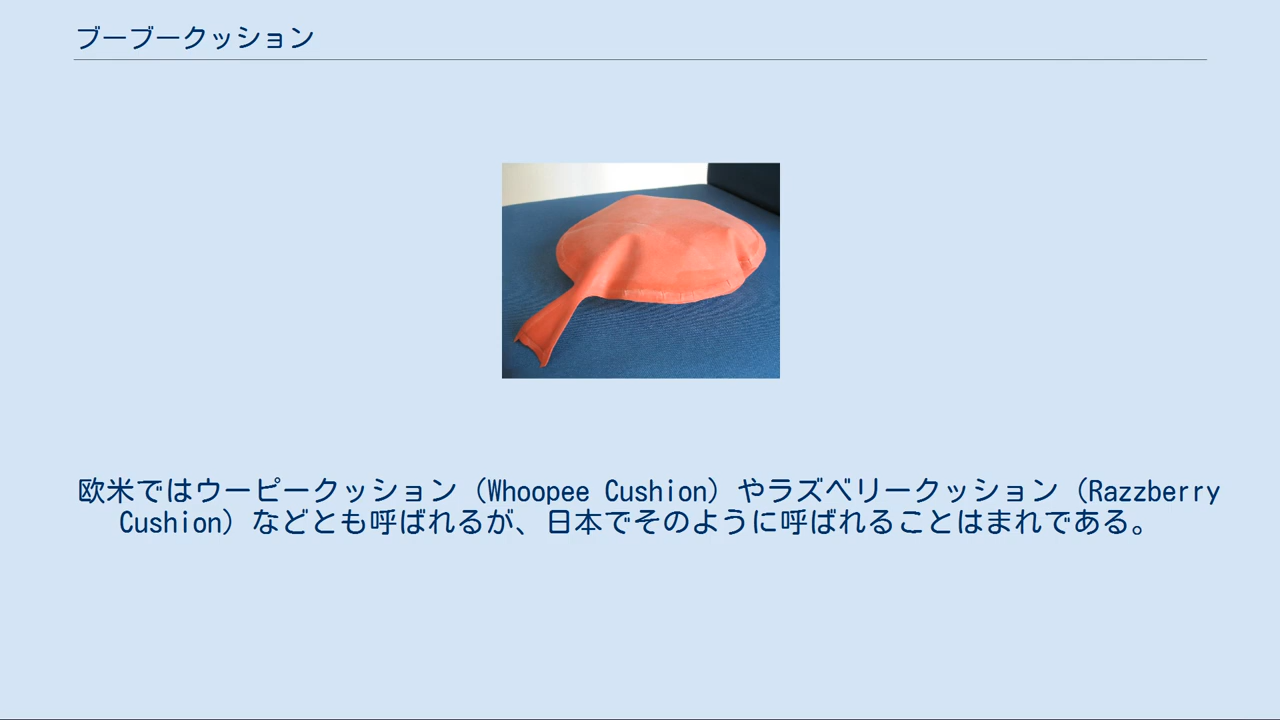 ブーブークッション
欧米ではウーピークッション（Whoopee Cushion）やラズベリークッション（Razzberry
Cushion）などとも呼ばれるが、日本でそのように呼ばれることはまれである。